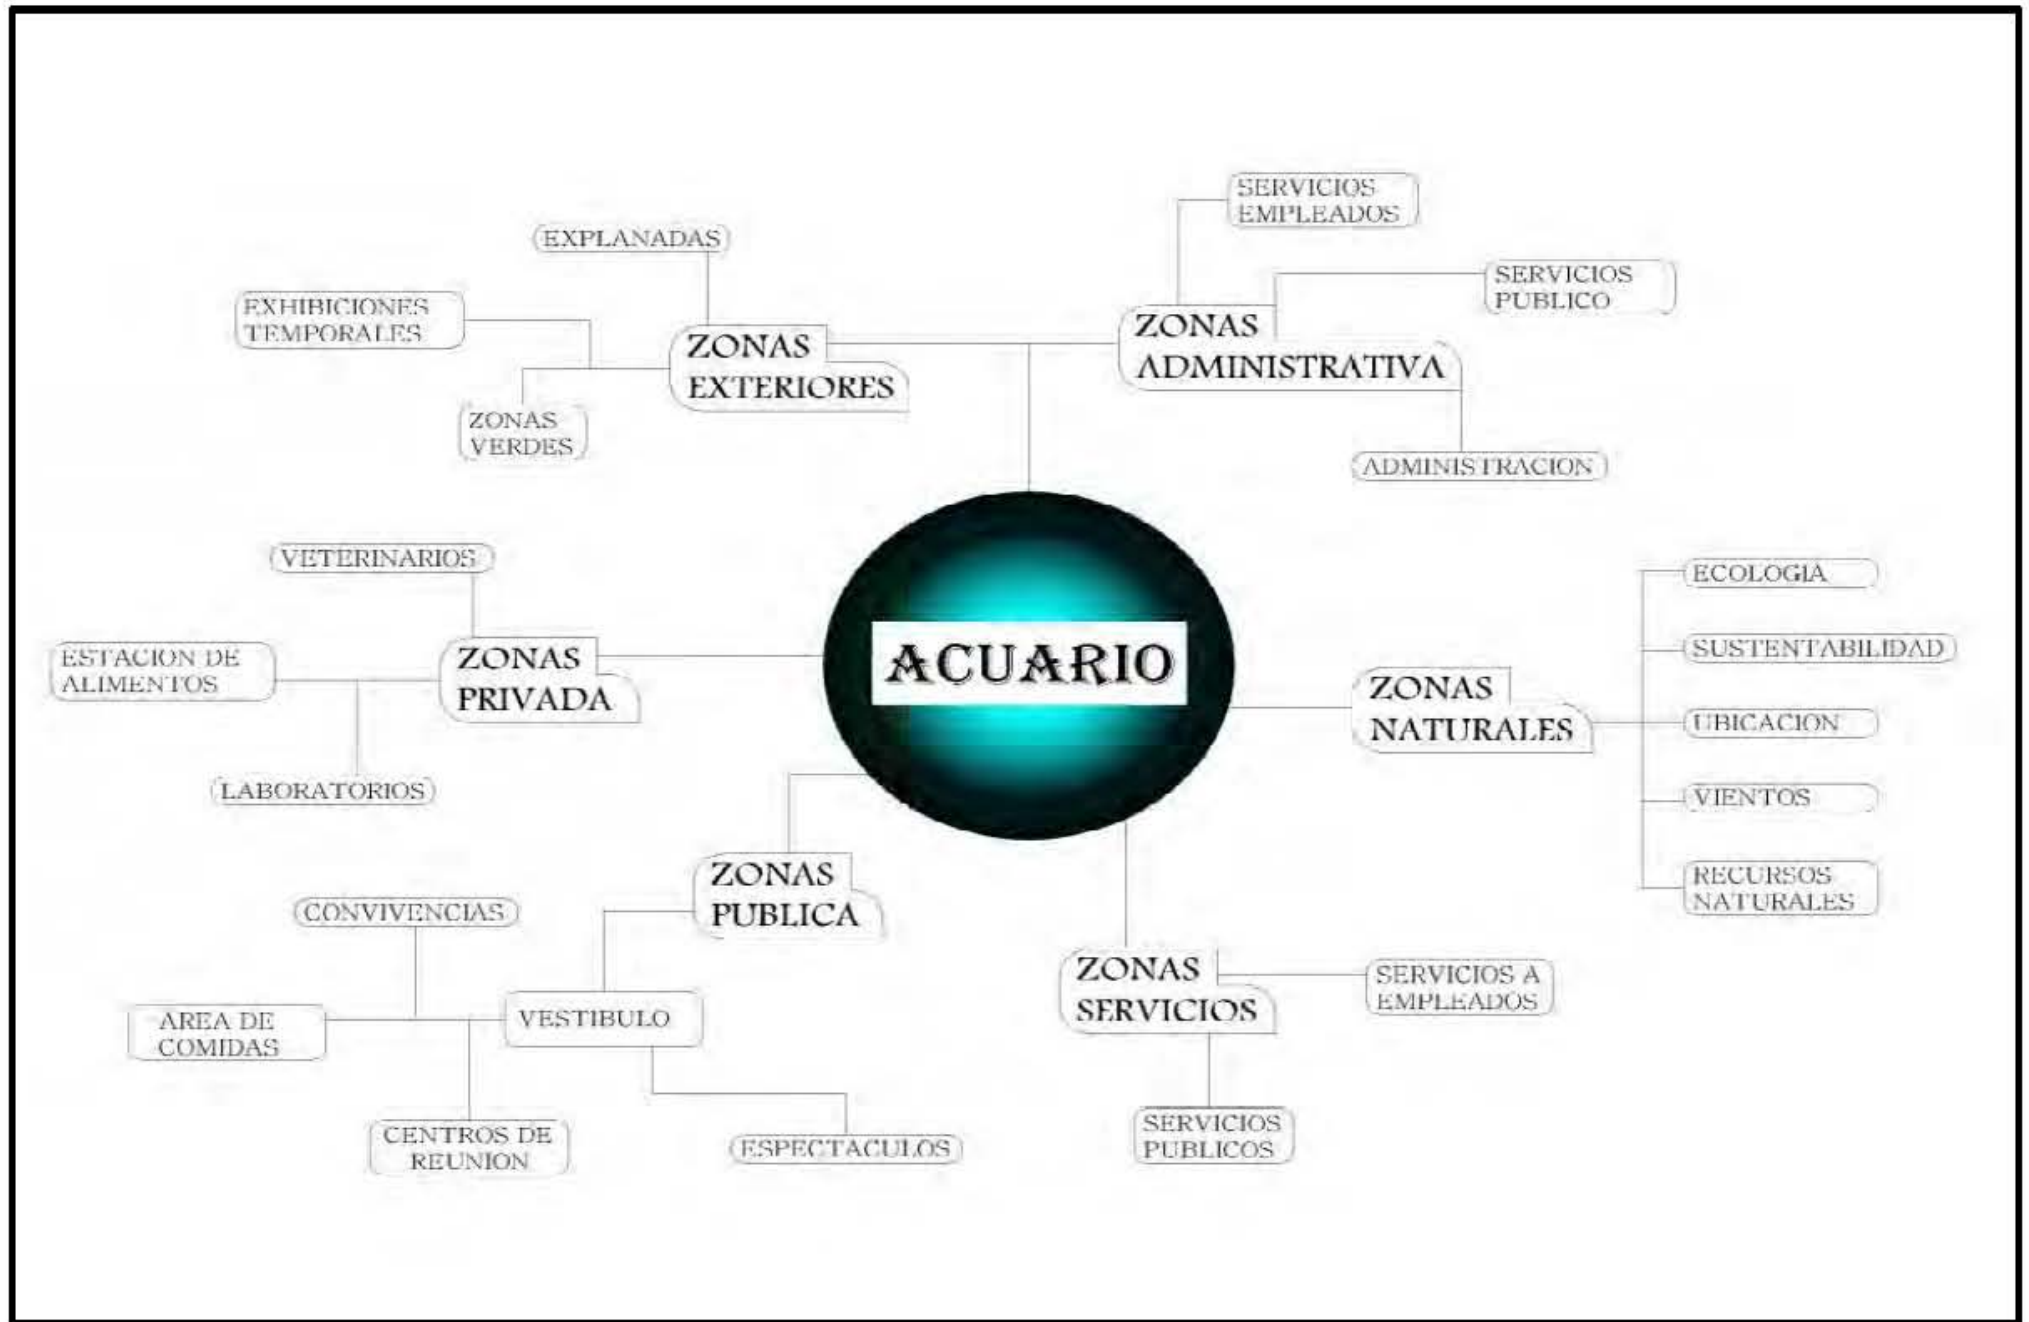 SERVICIOS
EMPLEADOS
EXPLANADAS
SERVICIOS
PUBLICO
EXHIBICIONES
TEMPORALES
ZONAS
EXTERIORES
ZONAS
ADMINISTRATIVA
ZONAS
VERDES
ADMINISTRACION
VETERINARIOS
ESTACION DE
ALIMENTOS
ZONAS
PRIVADA
LABORATORIOS
ACUARIO
ZONAS
NATURALES
ECOLOGIA
SUSTENTABILIDAD
UBICACION
VIENTOS
RECURSOS
NATURALES
ZONAS
PUBLICA
CONVIVENCIAS
AREA DE
COMIDAS
VESTIBULO
CENTROS DE
REUNION
ESPECTACULOS
ZONAS
SERVICIOS
SERVICIOS A
EMPLEADOS
SERVICIOS
PUBLICOS